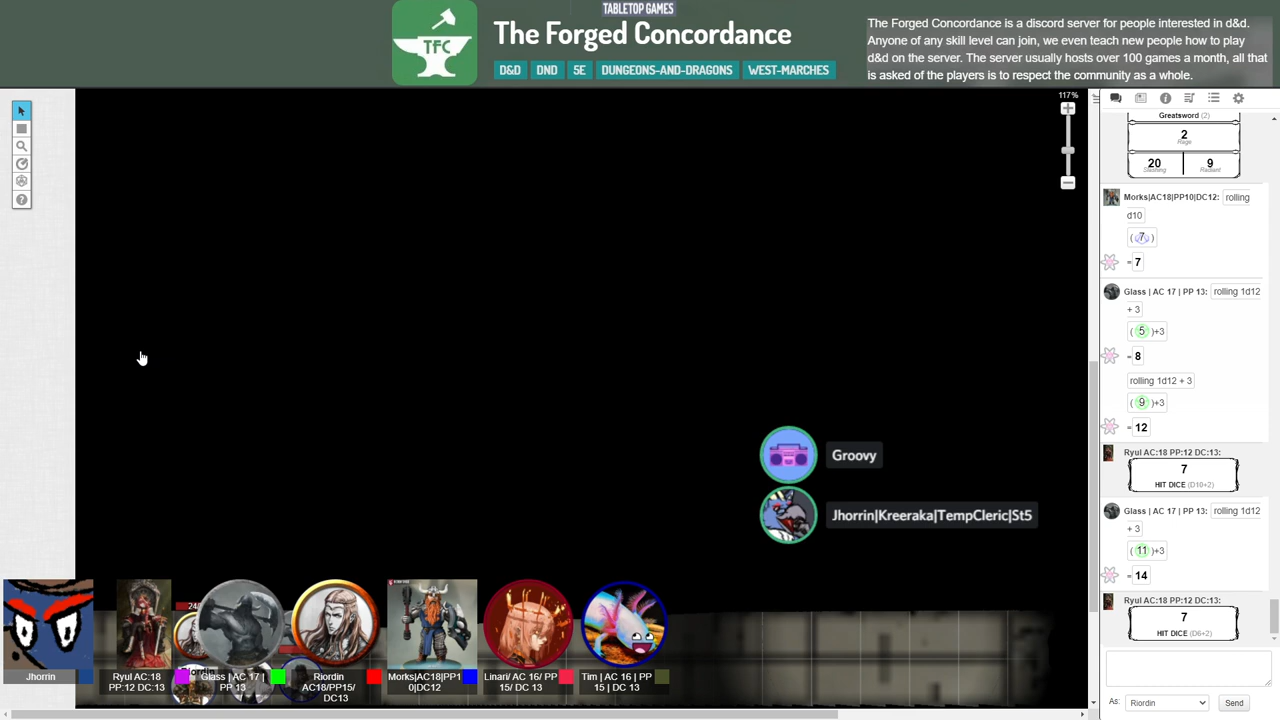 TABLETOP GAMES
The Forged Concordance
TFC
D&D DND 5E DUNGEONS-AND-DRAGONS WEST-MARCHES
The Forged Concordance is a discord server for people interested in d&d.
Anyone of any skill level can join, we even teach new people how to play
d&d on the server. The server usually hosts over 100 games a month, all that
is asked of the players is to respect the community as a whole.
117%
Greatsword (2)
2
Rage
20 9
Slashing Radiant
Morks|AC18|PP10|DC12: rolling
d10
(7)
= 7
Glass | AC 17 | PP 13: rolling 1d12
+ 3
(5)+3
= 8
rolling 1d12 + 3
(9)+3
= 12
Ryul AC:18 PP:12 DC:13:
7
HIT DICE (D10+2)
Glass | AC 17 | PP 13: rolling 1d12
+ 3
(11)+3
= 14
Ryul AC:18 PP:12 DC:13:
7
HIT DICE (D6+2)
Groovy
Jhorrin|Kreeraka|TempCleric|St5
Jhorrin
Ryul AC:18
PP:12 DC:13
Glass | AC 17 |
PP 13
Riordin
AC18/PP15/
DC13
Morks|AC18|PP1
0|DC12
Linari/ AC 16/ PP
15/ DC 13
Tim | AC 16 | PP
15 | DC 13
As: Riordin Send